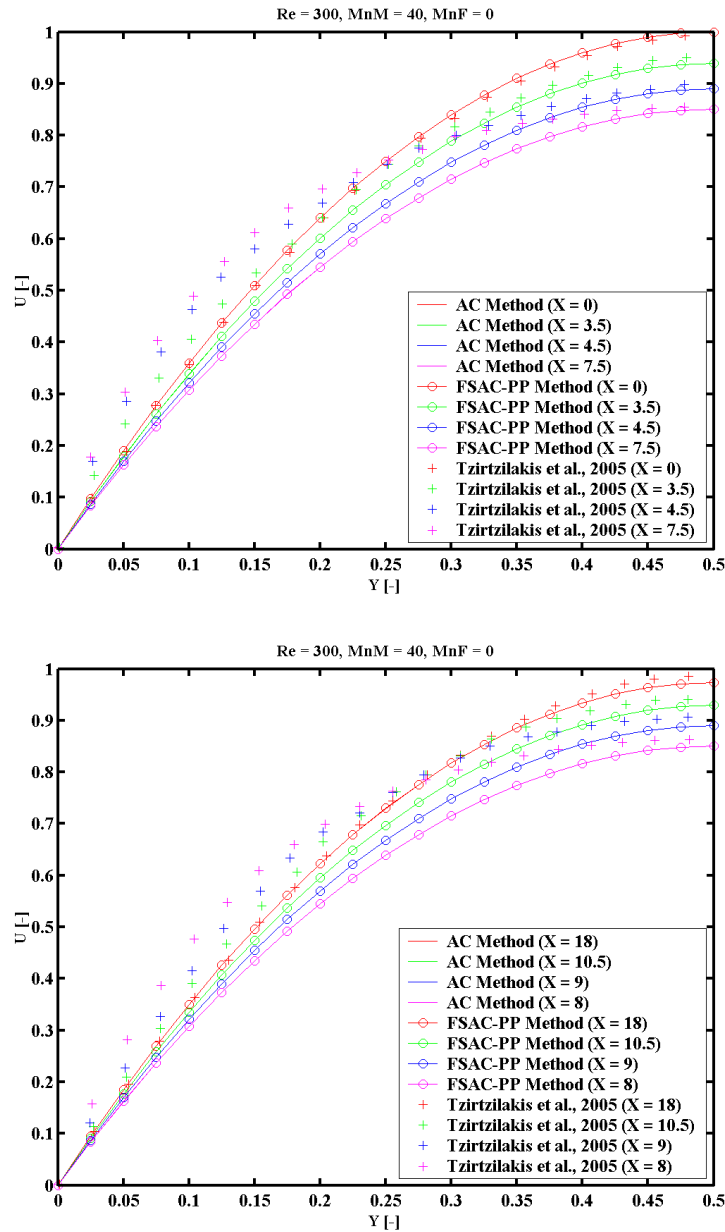 Re = 300, MnM = 40, MnF = 0
1
0.9
0.8
0.7
0.6
0.5
0.4
0.3
0.2
0.1
0
U [-]
AC Method (X = 0)
AC Method (X = 3.5)
AC Method (X = 4.5)
AC Method (X = 7.5)
FSAC-PP Method (X = 0)
FSAC-PP Method (X = 3.5)
FSAC-PP Method (X = 4.5)
FSAC-PP Method (X = 7.5)
Tzirtzilakis et al., 2005 (X = 0)
Tzirtzilakis et al., 2005 (X = 3.5)
Tzirtzilakis et al., 2005 (X = 4.5)
Tzirtzilakis et al., 2005 (X = 7.5)
0 0.05 0.1 0.15 0.2 0.25 0.3 0.35 0.4 0.45 0.5
Y [-]
Re = 300, MnM = 40, MnF = 0
1
0.9
0.8
0.7
0.6
0.5
0.4
0.3
0.2
0.1
0
U [-]
AC Method (X = 18)
AC Method (X = 10.5)
AC Method (X = 9)
AC Method (X = 8)
FSAC-PP Method (X = 18)
FSAC-PP Method (X = 10.5)
FSAC-PP Method (X = 9)
FSAC-PP Method (X = 8)
Tzirtzilakis et al., 2005 (X = 18)
Tzirtzilakis et al., 2005 (X = 10.5)
Tzirtzilakis et al., 2005 (X = 9)
Tzirtzilakis et al., 2005 (X = 8)
0 0.05 0.1 0.15 0.2 0.25 0.3 0.35 0.4 0.45 0.5
Y [-]